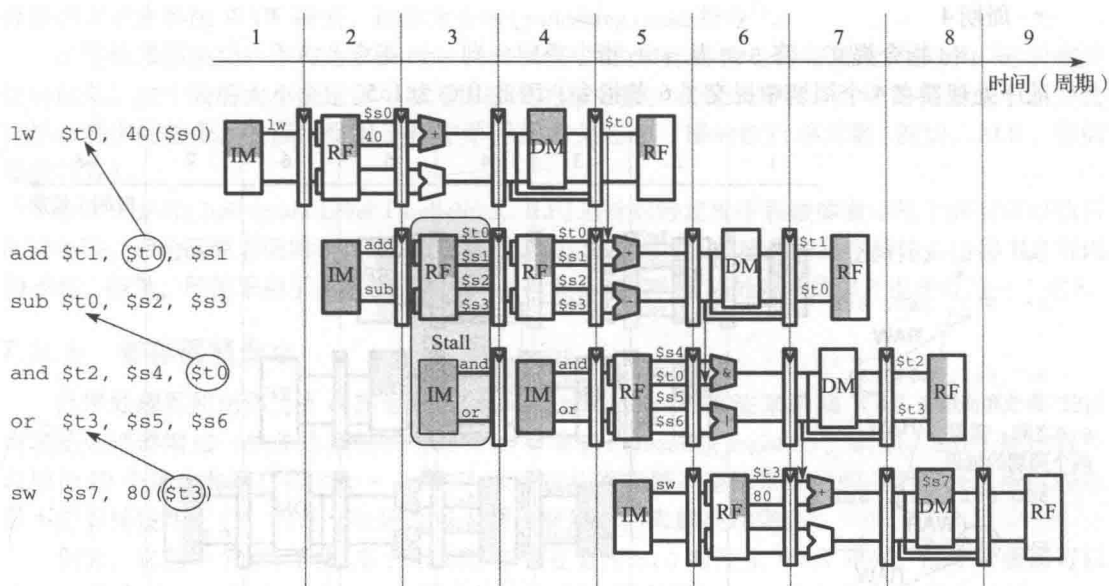 1 2 3 4 5 6 7 8 9
时间（周期）
lw $t0, 40($s0)
IM lw RF $s0 40 + DM $t0 RF
add $t1, $t0, $s1
sub $t0, $s2, $s3
IM add sub RF $t0 $s1 $s2 $s3 RF $t0 $s1 $s2 $s3 + - DM $t1 $t0 RF
Stall
and $t2, $s4, $t0
or $t3, $s5, $s6
IM and or IM and or RF $s4 $t0 $s5 $s6 & DM $t2 $t3 RF
sw $s7, 80($t3)
IM sw RF $t3 80 + $s7 DM RF